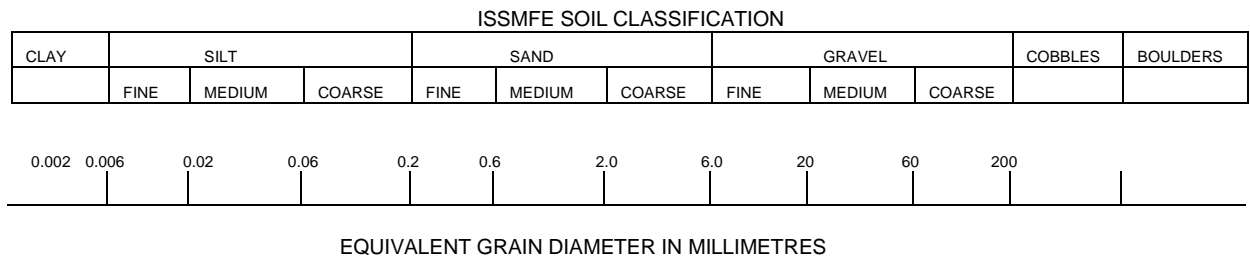 ISSMFE SOIL CLASSIFICATION
CLAY SILT SAND GRAVEL COBBLES BOULDERS
FINE MEDIUM COARSE FINE MEDIUM COARSE FINE MEDIUM COARSE
0.002 0.006 0.02 0.06 0.2 0.6 2.0 6.0 20 60 200
EQUIVALENT GRAIN DIAMETER IN MILLIMETRES